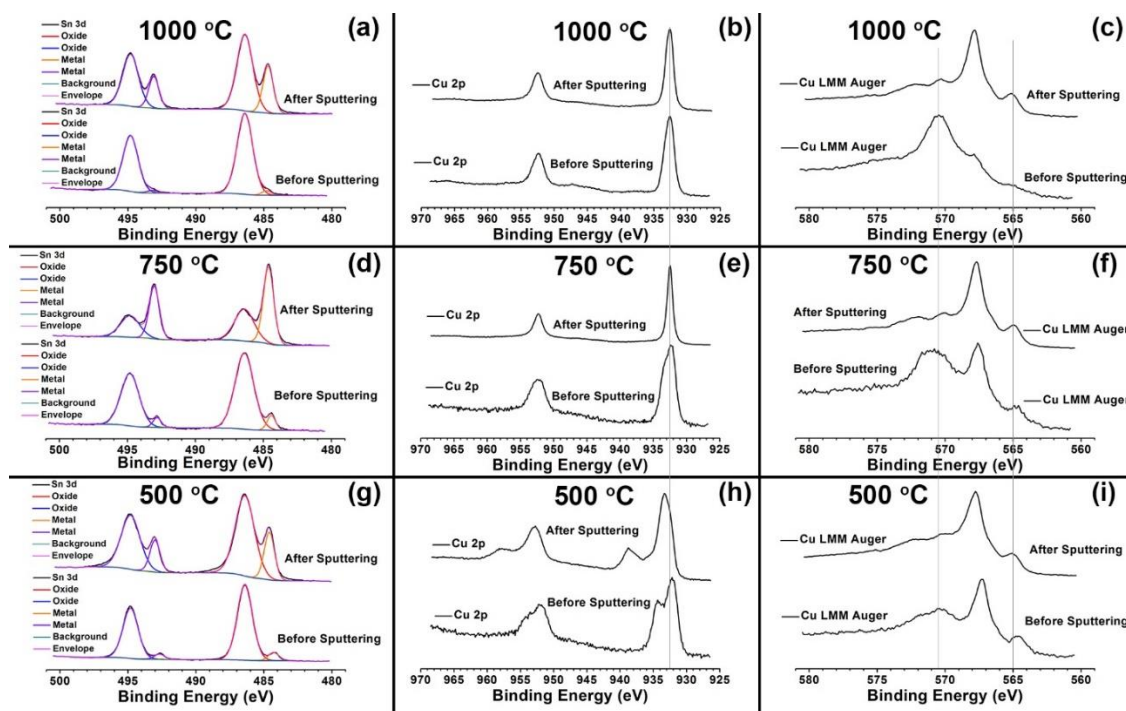 1000 °C
(a)
Sn 3d
Oxide
Oxide
Metal
Metal
Background
Envelope
After Sputtering
Sn 3d
Oxide
Oxide
Metal
Metal
Background
Envelope
Before Sputtering
500 495 490 485 480
Binding Energy (eV)
1000 °C
(b)
Cu 2p
After Sputtering
Cu 2p
Before Sputtering
970 965 960 955 950 945 940 935 930 925
Binding Energy (eV)
1000 °C
(c)
Cu LMM Auger
After Sputtering
Cu LMM Auger
Before Sputtering
580 575 570 565 560
Binding Energy (eV)
750 °C
(d)
Sn 3d
Oxide
Oxide
Metal
Metal
Background
Envelope
After Sputtering
Sn 3d
Oxide
Oxide
Metal
Metal
Background
Envelope
Before Sputtering
500 495 490 485 480
Binding Energy (eV)
750 °C
(e)
Cu 2p
After Sputtering
Cu 2p
Before Sputtering
970 965 960 955 950 945 940 935 930 925
Binding Energy (eV)
750 °C
(f)
After Sputtering
Cu LMM Auger
Before Sputtering
Cu LMM Auger
580 575 570 565 560
Binding Energy (eV)
500 °C
(g)
Sn 3d
Oxide
Oxide
Metal
Metal
Background
Envelope
After Sputtering
Sn 3d
Oxide
Oxide
Metal
Metal
Background
Envelope
Before Sputtering
500 495 490 485 480
Binding Energy (eV)
500 °C
(h)
After Sputtering
Cu 2p
Before Sputtering
Cu 2p
970 965 960 955 950 945 940 935 930 925
Binding Energy (eV)
500 °C
(i)
Cu LMM Auger
After Sputtering
Cu LMM Auger
Before Sputtering
580 575 570 565 560
Binding Energy (eV)